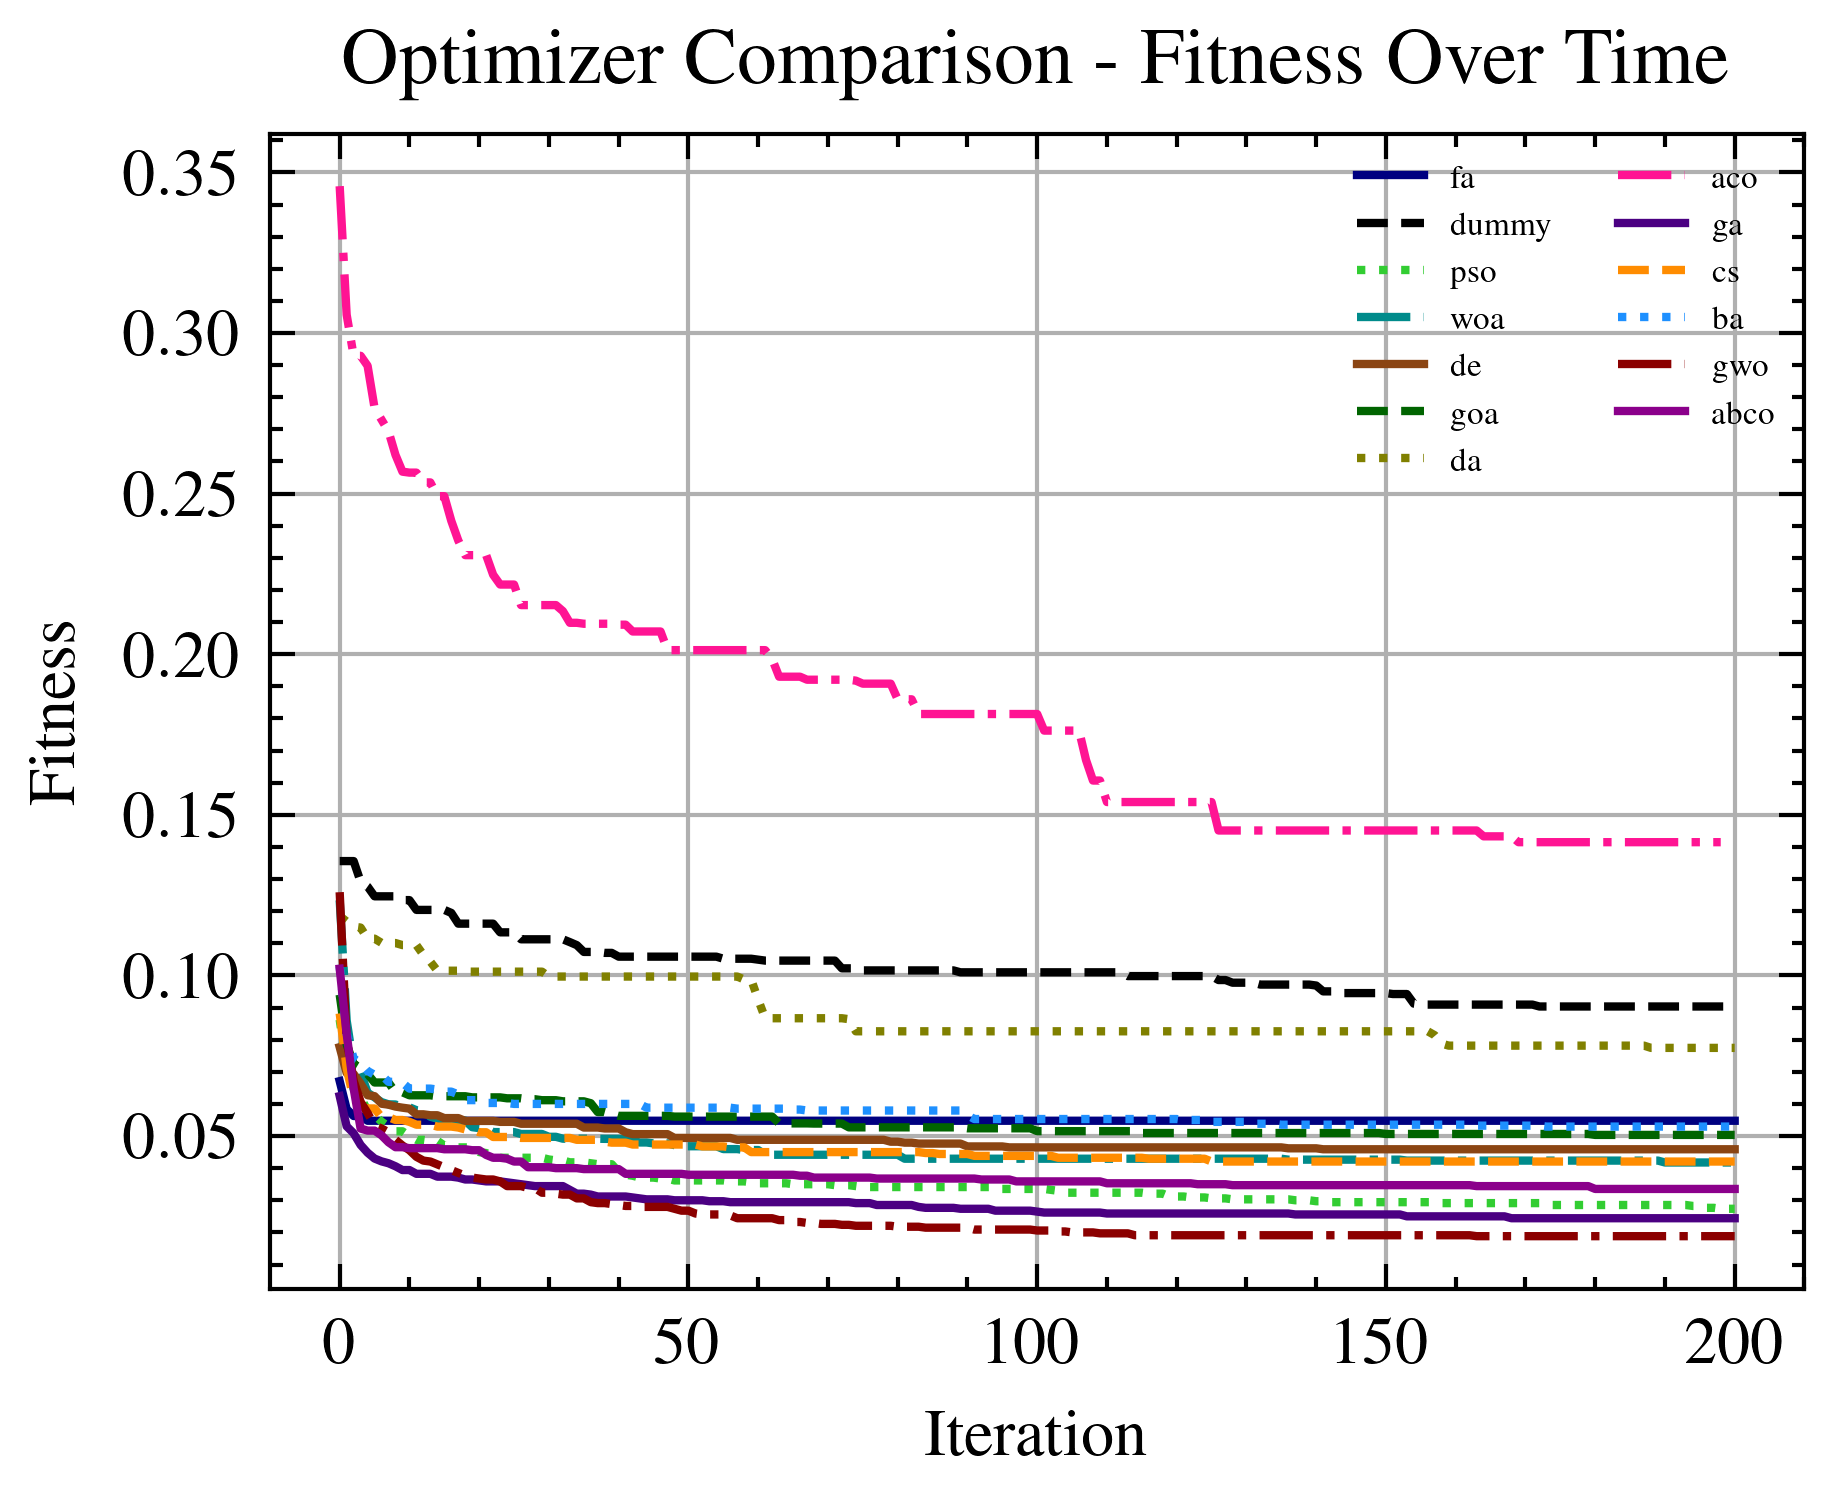 Optimizer Comparison - Fitness Over Time
0.35
0.30
0.25
0.20
0.15
0.10
0.05
Fitness
fa
dummy
pso
woa
de
goa
da
aco
ga
cs
ba
gwo
abco
0 50 100 150 200
Iteration